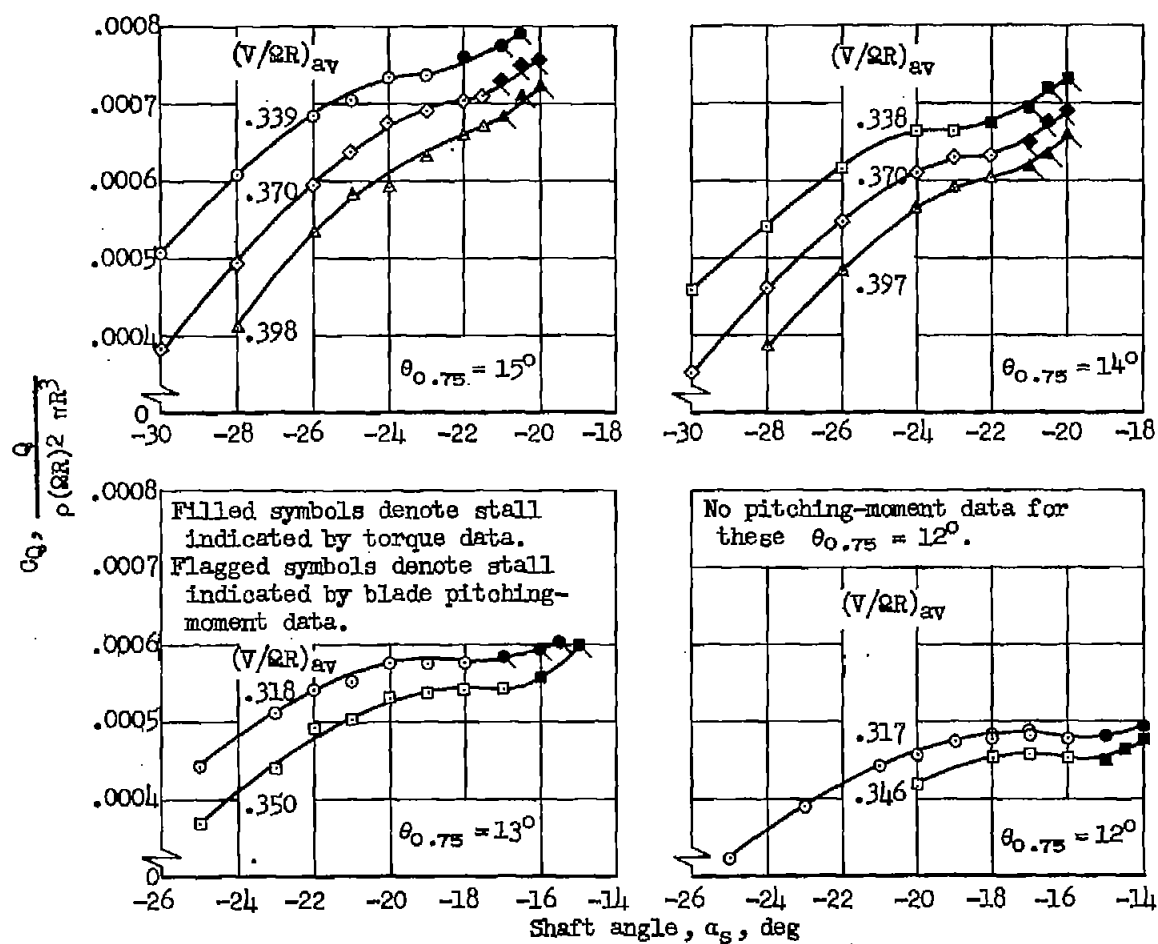 .0008
.0007
.0006
.0005
.0004
0
(V/ΩR)av
.339
.370
.398
θ0.75 = 15°
-30 -28 -26 -24 -22 -20 -18
(V/ΩR)av
.338
.370
.397
θ0.75 = 14°
-30 -28 -26 -24 -22 -20 -18
CQ, Q / ρ(ΩR)2 πR3
.0008
.0007
.0006
.0005
.0004
0
Filled symbols denote stall
indicated by torque data.
Flagged symbols denote stall
indicated by blade pitching-
moment data.
(V/ΩR)av
.318
.350
θ0.75 = 13°
-26 -24 -22 -20 -18 -16 -14
No pitching-moment data for
these θ0.75 = 12°.
(V/ΩR)av
.317
.346
θ0.75 = 12°
-26 -24 -22 -20 -18 -16 -14
Shaft angle, αs, deg